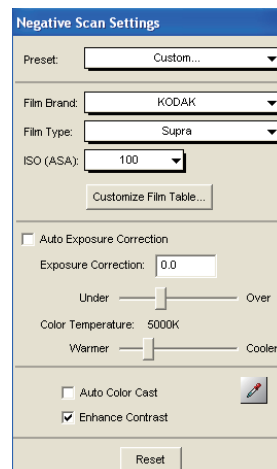 Negative Scan Settings
Preset: Custom...
Film Brand: KODAK
Film Type: Supra
ISO (ASA): 100
Customize Film Table...
Auto Exposure Correction
Exposure Correction: 0.0
Under Over
Color Temperature: 5000K
Warmer Cooler
Auto Color Cast
Enhance Contrast
Reset